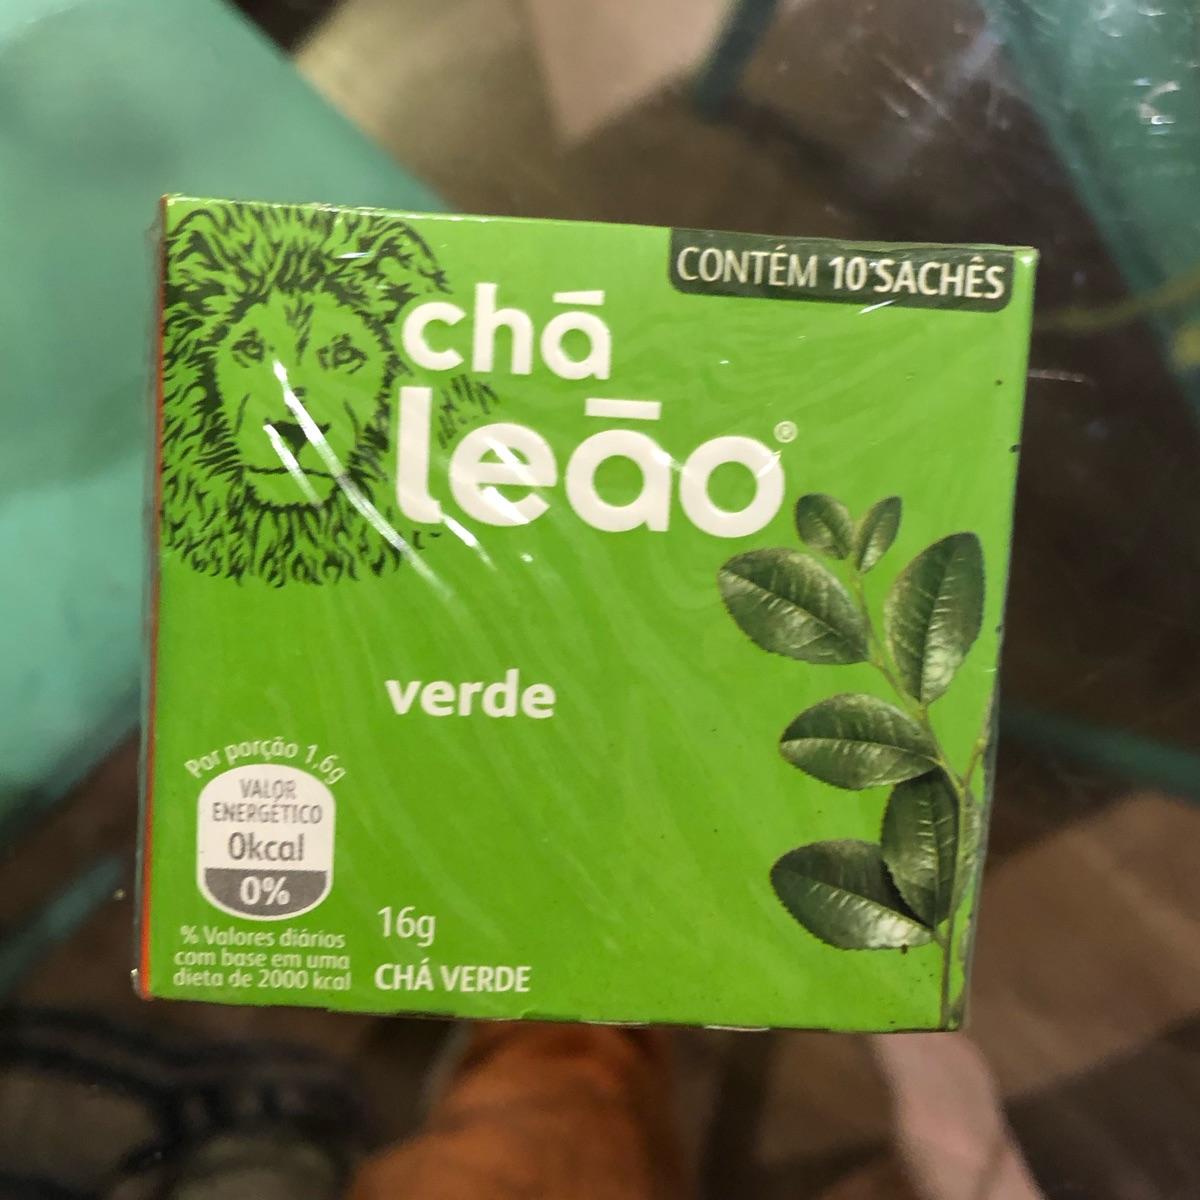 CONTÉM 10 SACHÊS
chá
leão®
verde
Por porção 1,6g
VALOR
ENERGÉTICO
0kcal
0%
% Valores diários
com base em uma
dieta de 2000 kcal
16g
CHÁ VERDE